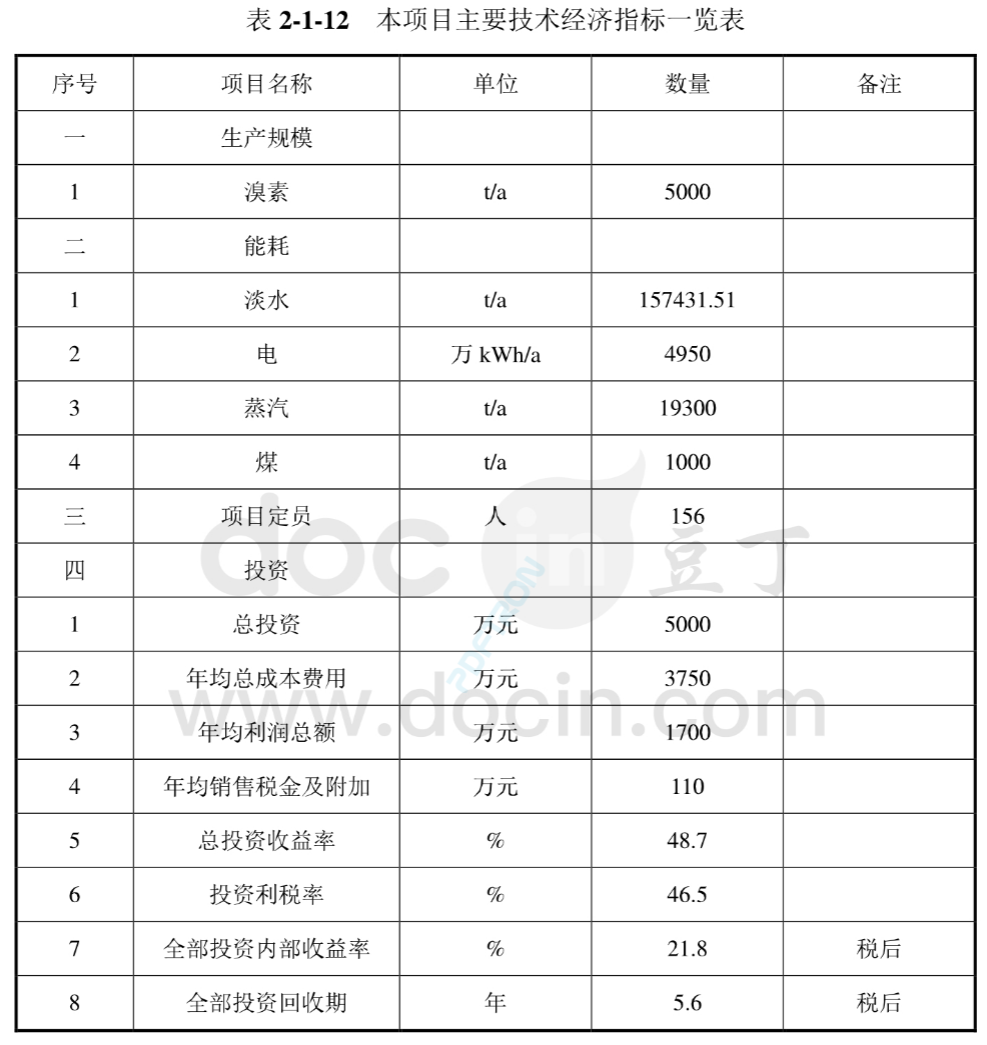 表 2-1-12 本项目主要技术经济指标一览表
序号 项目名称 单位 数量 备注
一 生产规模
1 溴素 t/a 5000
二 能耗
1 淡水 t/a 157431.51
2 电 万 kWh/a 4950
3 蒸汽 t/a 19300
4 煤 t/a 1000
三 项目定员 人 156
四 投资
1 总投资 万元 5000
2 年均总成本费用 万元 3750
3 年均利润总额 万元 1700
4 年均销售税金及附加 万元 110
5 总投资收益率 % 48.7
6 投资利税率 % 46.5
7 全部投资内部收益率 % 21.8 税后
8 全部投资回收期 年 5.6 税后
docin 豆丁
www.docin.com
PDF-TRON